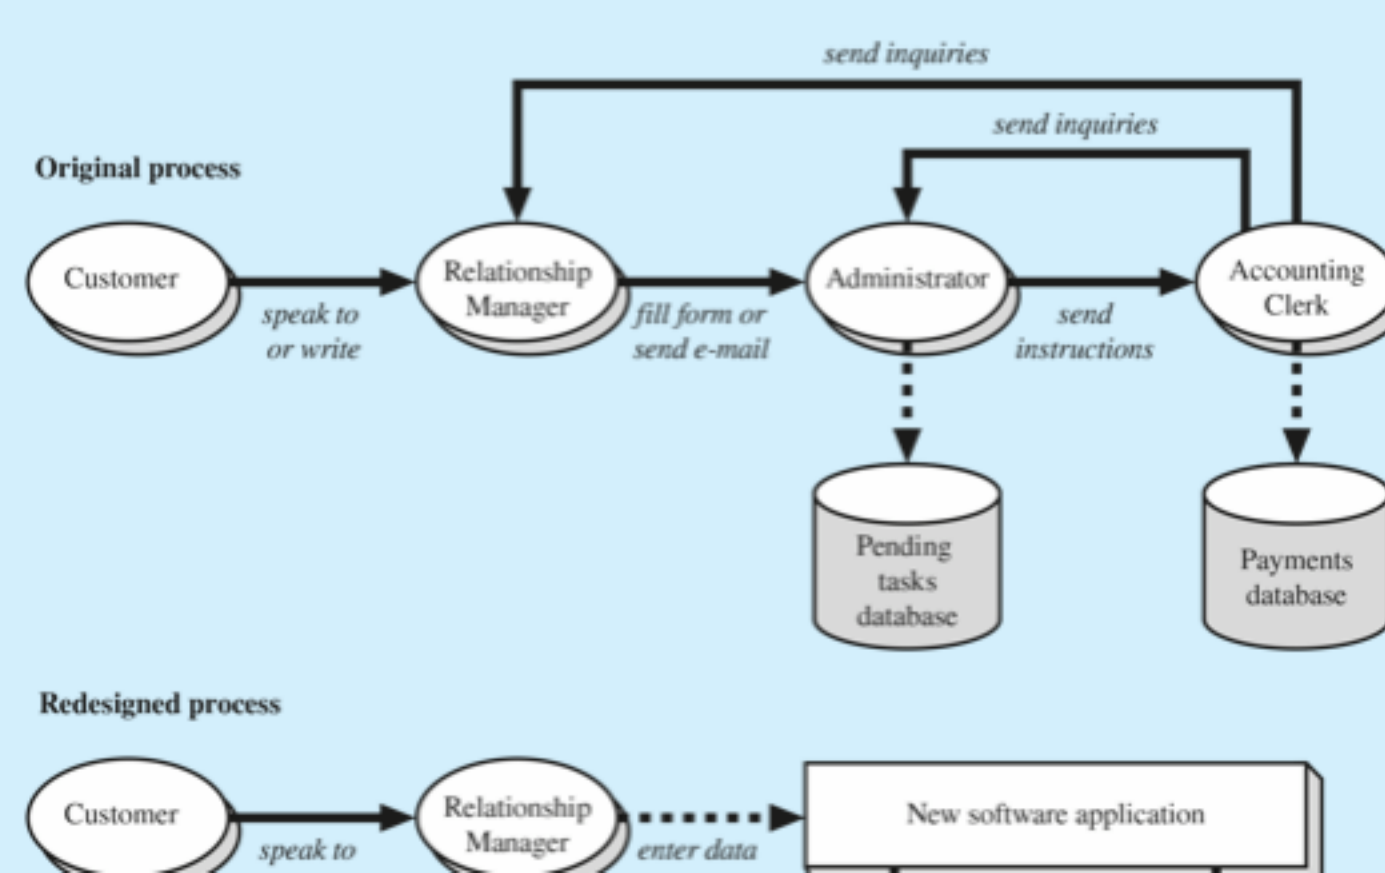 send inquiries
send inquiries
Original process
Customer
Relationship
Manager
Administrator
Accounting
Clerk
speak to
or write
fill form or
send e-mail
send
instructions
Pending
tasks
database
Payments
database
Redesigned process
Customer
Relationship
Manager
New software application
speak to
enter data